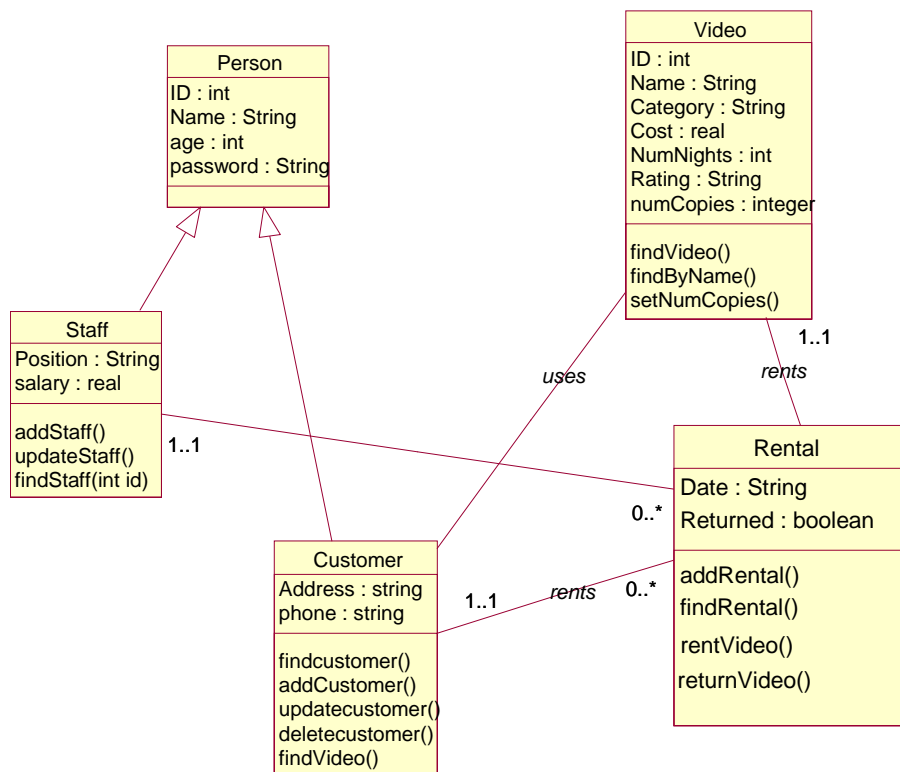 Person
ID : int
Name : String
age : int
password : String
Video
ID : int
Name : String
Category : String
Cost : real
NumNights : int
Rating : String
numCopies : integer
findVideo()
findByName()
setNumCopies()
Staff
Position : String
salary : real
addStaff()
updateStaff()
findStaff(int id)
1..1
uses
1..1
rents
Rental
Date : String
Returned : boolean
addRental()
findRental()
rentVideo()
returnVideo()
0..*
Customer
Address : string
phone : string
findcustomer()
addCustomer()
updatecustomer()
deletecustomer()
findVideo()
1..1
rents
0..*